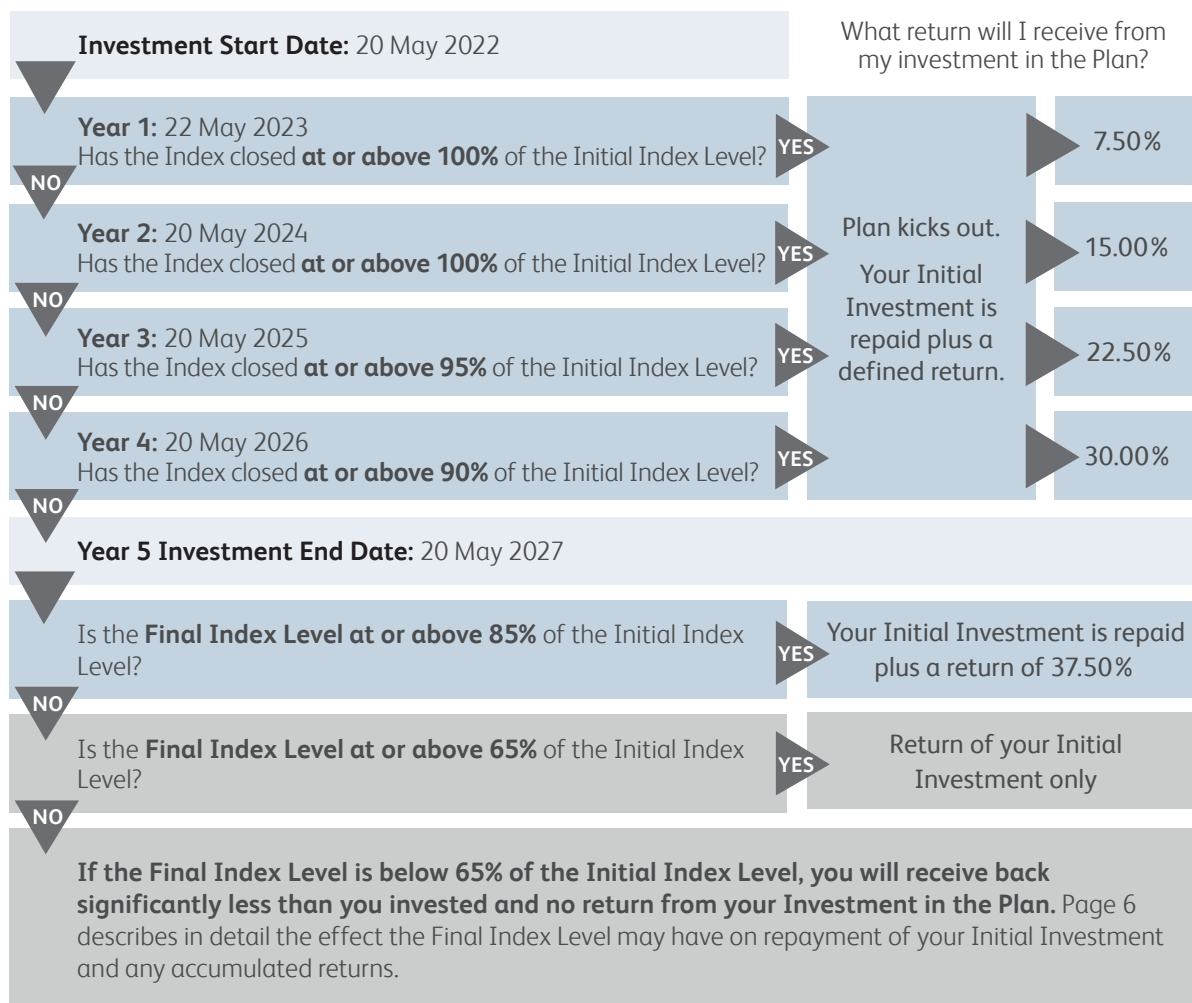 Investment Start Date: 20 May 2022
What return will I receive from
my investment in the Plan?
Year 1: 22 May 2023
Has the Index closed at or above 100% of the Initial Index Level?
YES
7.50%
NO
Year 2: 20 May 2024
Has the Index closed at or above 100% of the Initial Index Level?
YES
15.00%
NO
Year 3: 20 May 2025
Has the Index closed at or above 95% of the Initial Index Level?
YES
22.50%
NO
Year 4: 20 May 2026
Has the Index closed at or above 90% of the Initial Index Level?
YES
30.00%
NO
Plan kicks out.
Your Initial
Investment is
repaid plus a
defined return.
Year 5 Investment End Date: 20 May 2027
Is the Final Index Level at or above 85% of the Initial Index
Level?
YES
Your Initial Investment is repaid
plus a return of 37.50%
NO
Is the Final Index Level at or above 65% of the Initial Index
Level?
YES
Return of your Initial
Investment only
NO
If the Final Index Level is below 65% of the Initial Index Level, you will receive back
significantly less than you invested and no return from your Investment in the Plan. Page 6
describes in detail the effect the Final Index Level may have on repayment of your Initial Investment
and any accumulated returns.